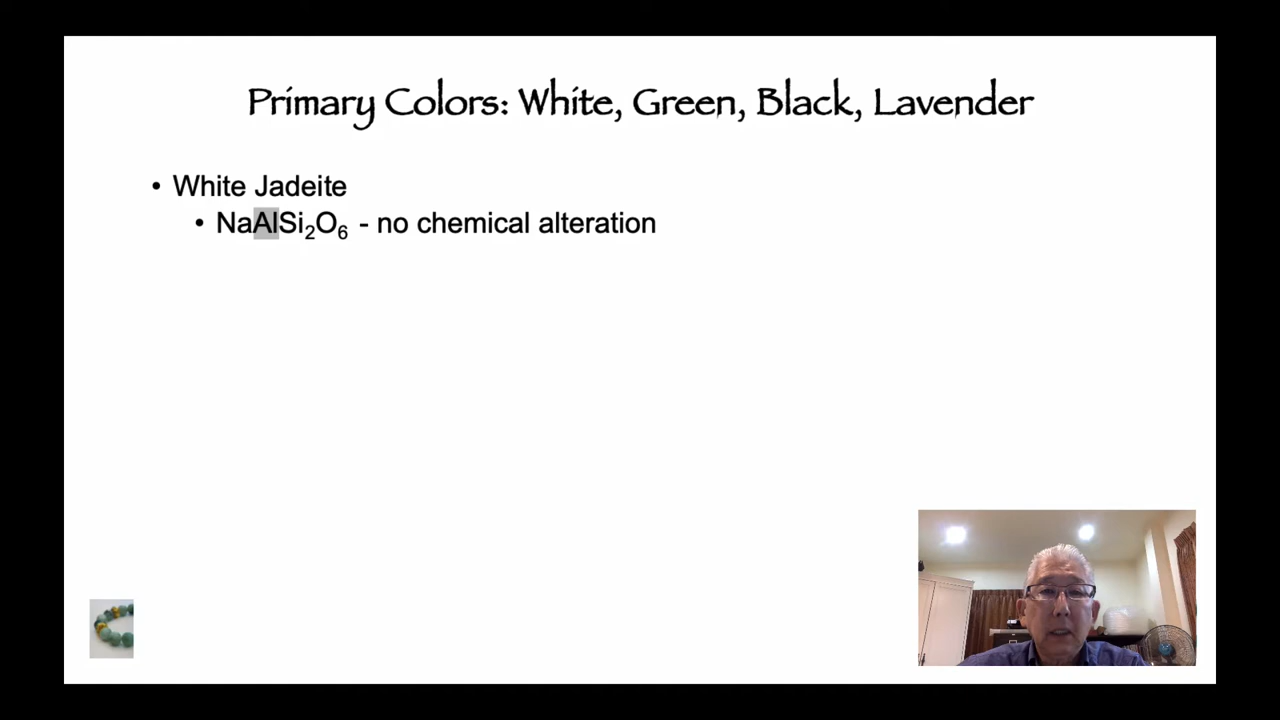 Primary Colors: White, Green, Black, Lavender
• White Jadeite
• NaAlSi₂O₆ - no chemical alteration